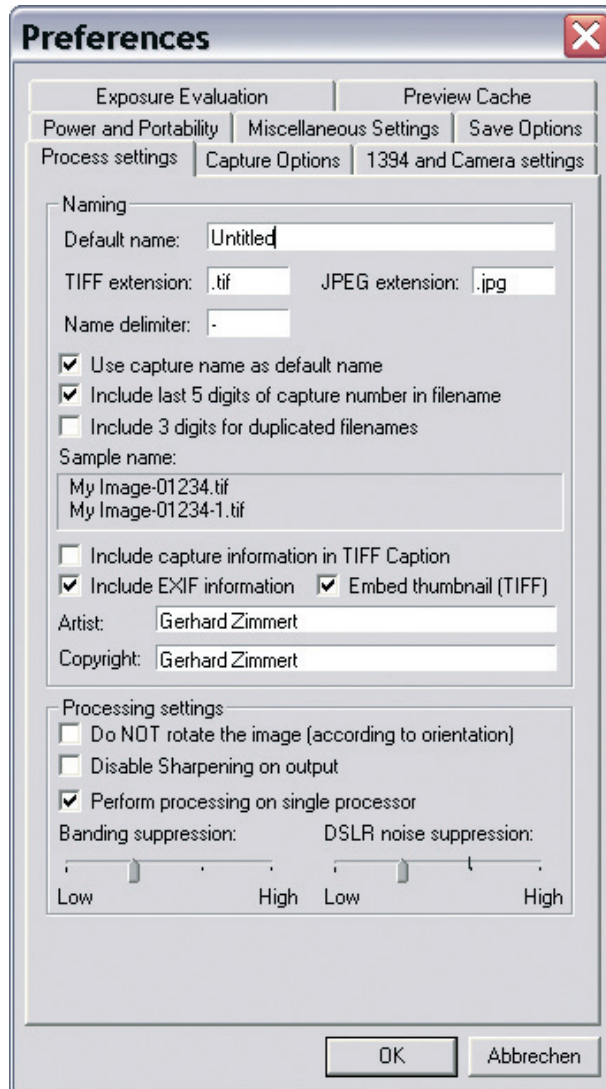 Preferences
Exposure Evaluation Preview Cache
Power and Portability Miscellaneous Settings Save Options
Process settings Capture Options 1394 and Camera settings
Naming
Default name: Untitled
TIFF extension: .tif JPEG extension: .jpg
Name delimiter: -
Use capture name as default name
Include last 5 digits of capture number in filename
Include 3 digits for duplicated filenames
Sample name:
My Image-01234.tif
My Image-01234-1.tif
Include capture information in TIFF Caption
Include EXIF information Embed thumbnail (TIFF)
Artist: Gerhard Zimmert
Copyright: Gerhard Zimmert
Processing settings
Do NOT rotate the image (according to orientation)
Disable Sharpening on output
Perform processing on single processor
Banding suppression: DSLR noise suppression:
Low High Low High
OK Abbrechen